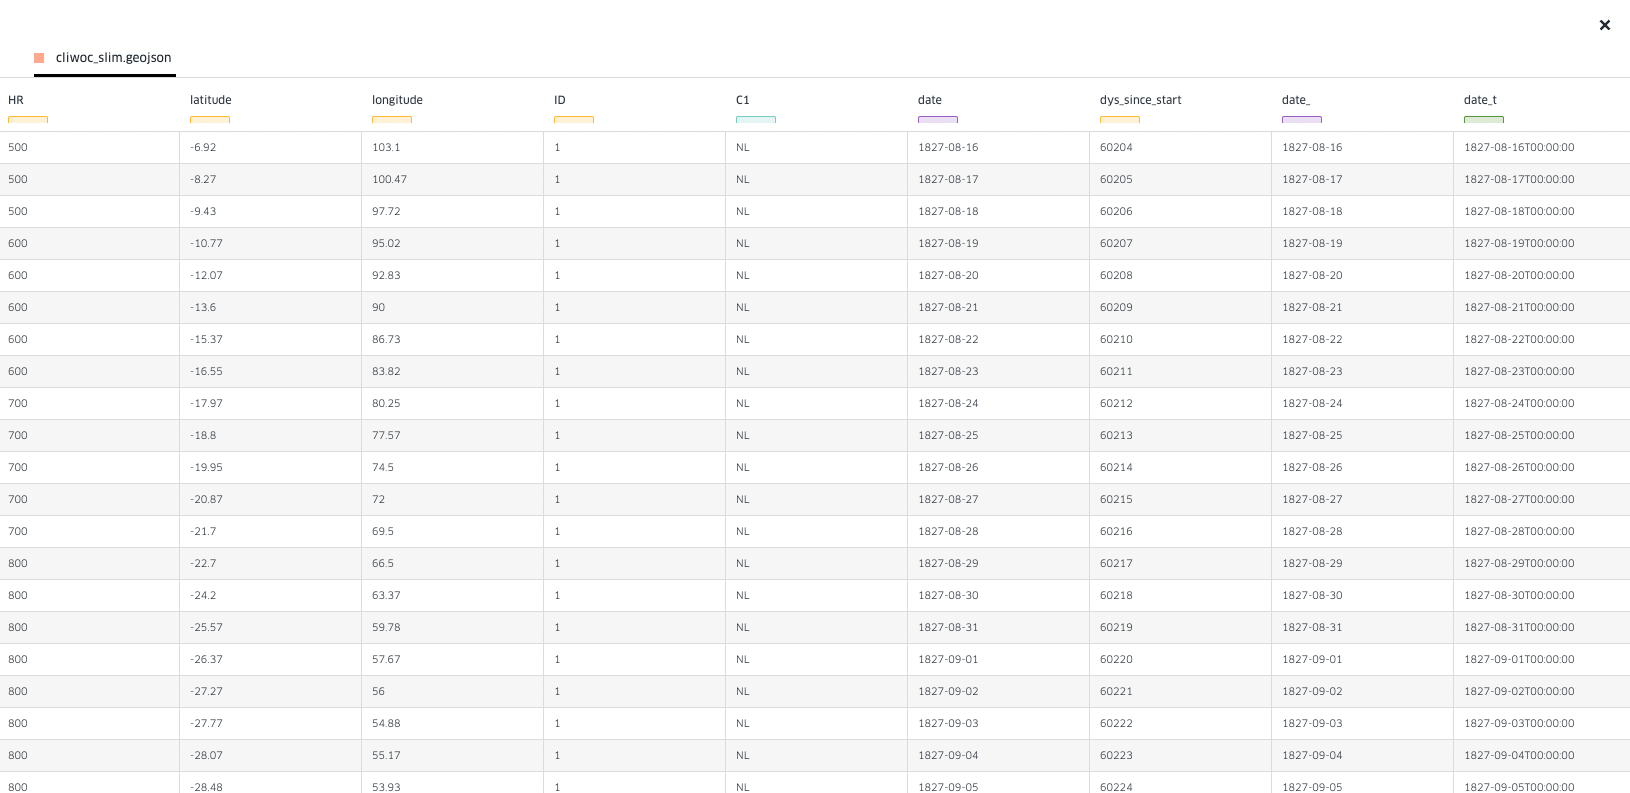 ×
cliwoc_slim.geojson
HR latitude longitude ID C1 date dys_since_start date_ date_t
500 -6.92 103.1 1 NL 1827-08-16 60204 1827-08-16 1827-08-16T00:00:00
500 -8.27 100.47 1 NL 1827-08-17 60205 1827-08-17 1827-08-17T00:00:00
500 -9.43 97.72 1 NL 1827-08-18 60206 1827-08-18 1827-08-18T00:00:00
600 -10.77 95.02 1 NL 1827-08-19 60207 1827-08-19 1827-08-19T00:00:00
600 -12.07 92.83 1 NL 1827-08-20 60208 1827-08-20 1827-08-20T00:00:00
600 -13.6 90 1 NL 1827-08-21 60209 1827-08-21 1827-08-21T00:00:00
600 -15.37 86.73 1 NL 1827-08-22 60210 1827-08-22 1827-08-22T00:00:00
600 -16.55 83.82 1 NL 1827-08-23 60211 1827-08-23 1827-08-23T00:00:00
700 -17.97 80.25 1 NL 1827-08-24 60212 1827-08-24 1827-08-24T00:00:00
700 -18.8 77.57 1 NL 1827-08-25 60213 1827-08-25 1827-08-25T00:00:00
700 -19.95 74.5 1 NL 1827-08-26 60214 1827-08-26 1827-08-26T00:00:00
700 -20.87 72 1 NL 1827-08-27 60215 1827-08-27 1827-08-27T00:00:00
700 -21.7 69.5 1 NL 1827-08-28 60216 1827-08-28 1827-08-28T00:00:00
800 -22.7 66.5 1 NL 1827-08-29 60217 1827-08-29 1827-08-29T00:00:00
800 -24.2 63.37 1 NL 1827-08-30 60218 1827-08-30 1827-08-30T00:00:00
800 -25.57 59.78 1 NL 1827-08-31 60219 1827-08-31 1827-08-31T00:00:00
800 -26.37 57.67 1 NL 1827-09-01 60220 1827-09-01 1827-09-01T00:00:00
800 -27.27 56 1 NL 1827-09-02 60221 1827-09-02 1827-09-02T00:00:00
800 -27.77 54.88 1 NL 1827-09-03 60222 1827-09-03 1827-09-03T00:00:00
800 -28.07 55.17 1 NL 1827-09-04 60223 1827-09-04 1827-09-04T00:00:00
800 -28.48 53.93 1 NL 1827-09-05 60224 1827-09-05 1827-09-05T00:00:00